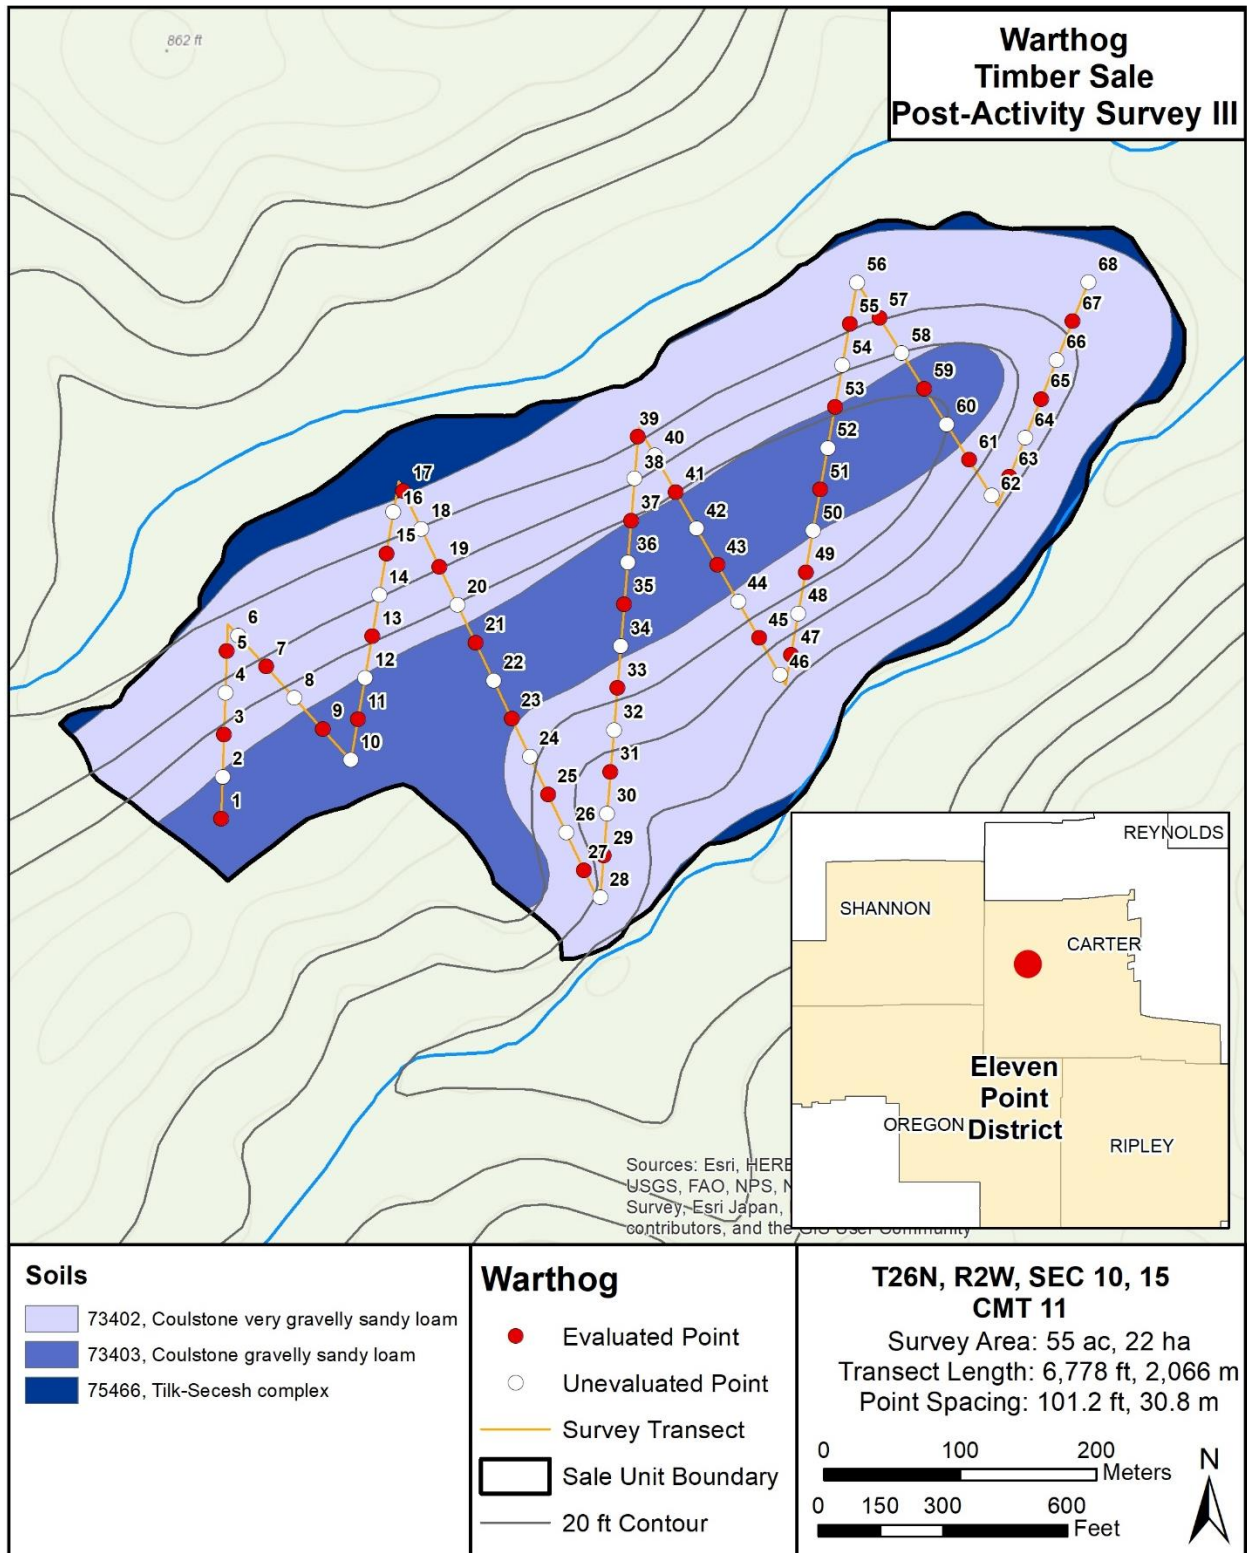 862 ft
Warthog
Timber Sale
Post-Activity Survey III
56
68
55
57
67
54
58
66
53
59
65
52
60
64
39
40
51
61
63
38
41
50
62
17
16
18
37
42
49
15
19
36
43
48
14
20
35
44
47
6
13
21
34
45
46
5
7
12
22
33
4
8
11
23
32
3
9
10
24
31
2
25
30
1
26
29
27
28
REYNOLDS
SHANNON
CARTER
Eleven
Point
District
OREGON
RIPLEY
Sources: Esri, HERE
USGS, FAO, NPS,
Survey, Esri Japan,
contributors, and the GIS User Community
Soils
73402, Coulstone very gravelly sandy loam
73403, Coulstone gravelly sandy loam
75466, Tilk-Secesh complex
Warthog
Evaluated Point
Unevaluated Point
Survey Transect
Sale Unit Boundary
20 ft Contour
T26N, R2W, SEC 10, 15
CMT 11
Survey Area: 55 ac, 22 ha
Transect Length: 6,778 ft, 2,066 m
Point Spacing: 101.2 ft, 30.8 m
0 100 200
Meters
0 150 300 600
Feet
N